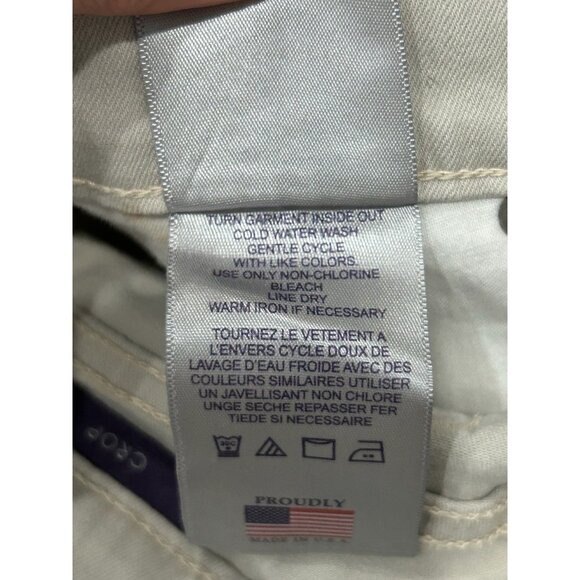 TURN GARMENT INSIDE OUT
COLD WATER WASH
GENTLE CYCLE
WITH LIKE COLORS.
USE ONLY NON-CHLORINE
BLEACH
LINE DRY
WARM IRON IF NECESSARY
TOURNEZ LE VETEMENT A
L'ENVERS CYCLE DOUX DE
LAVAGE D'EAU FROIDE AVEC DES
COULEURS SIMILAIRES UTILISER
UN JAVELLISANT NON CHLORE
UNGE SECHE REPASSER FER
TIEDE SI NECESSAIRE
PROUDLY
MADE IN U.S.A
CROP